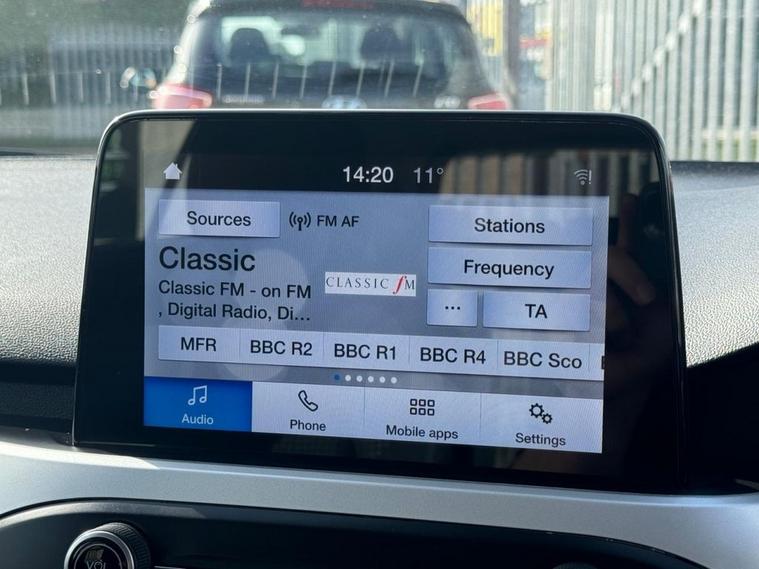 14:20 11°
Sources FM AF Stations
Classic
CLASSIC fM
Frequency
Classic FM - on FM
, Digital Radio, Di...
... TA
MFR BBC R2 BBC R1 BBC R4 BBC Sco
Audio Phone Mobile apps Settings
VOL